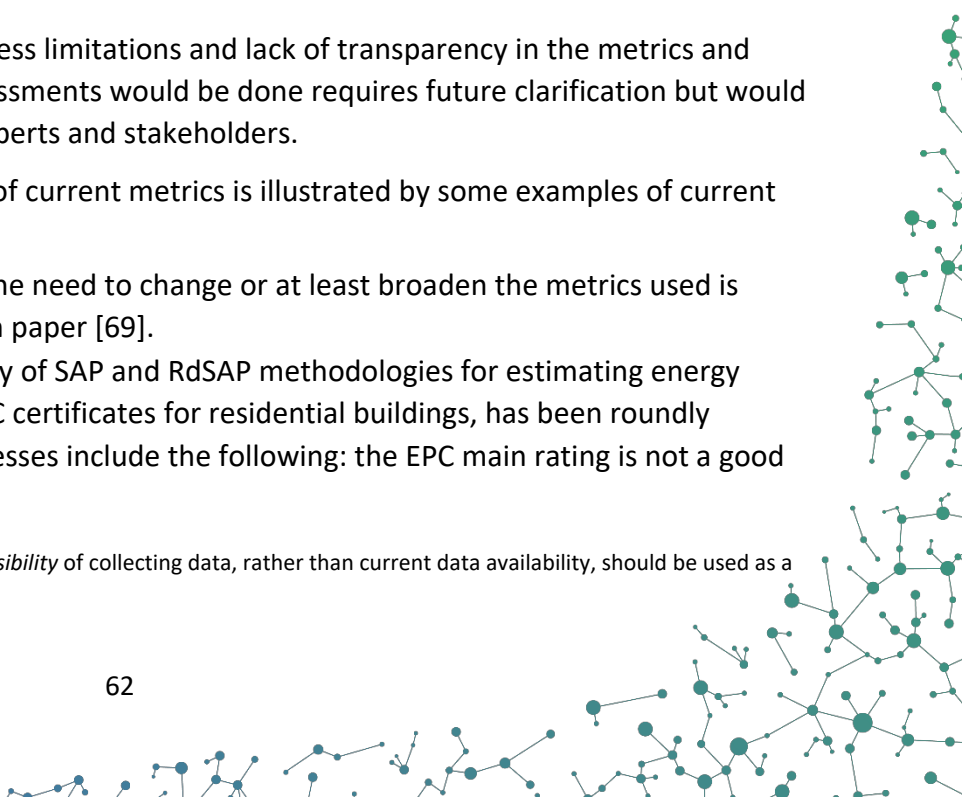 ess limitations and lack of transparency in the metrics and
essments would be done requires future clarification but would
perts and stakeholders.
of current metrics is illustrated by some examples of current
ne need to change or at least broaden the metrics used is
n paper [69].
y of SAP and RdSAP methodologies for estimating energy
C certificates for residential buildings, has been roundly
esses include the following: the EPC main rating is not a good
sibility of collecting data, rather than current data availability, should be used as a
62